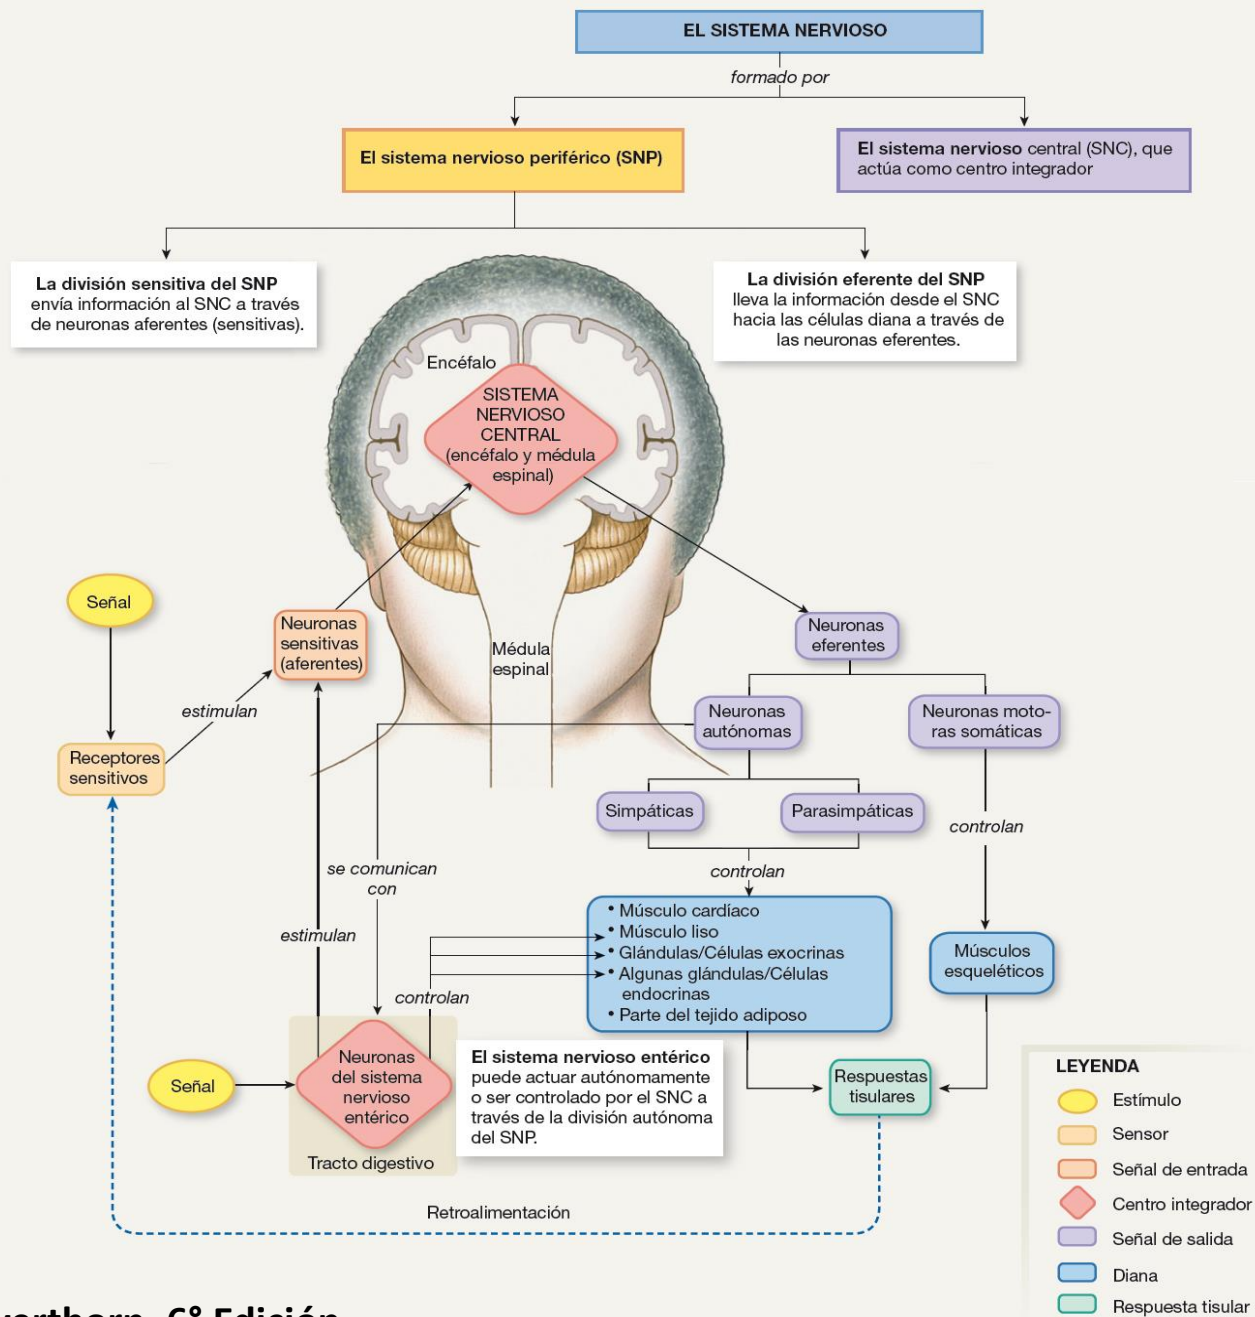 EL SISTEMA NERVIOSO
formado por
El sistema nervioso periférico (SNP)
El sistema nervioso central (SNC), que
actúa como centro integrador
La división sensitiva del SNP
envía información al SNC a través
de neuronas aferentes (sensitivas).
La división eferente del SNP
lleva la información desde el SNC
hacia las células diana a través de
las neuronas eferentes.
Encéfalo
SISTEMA
NERVIOSO
CENTRAL
(encéfalo y médula
espinal)
Señal
Neuronas
sensitivas
(aferentes)
Médula
espinal
Neuronas
eferentes
estimulan
Receptores
sensitivos
Neuronas
autónomas
Neuronas moto-
ras somáticas
Simpáticas
Parasimpáticas
controlan
se comunican
con
controlan
estimulan
• Músculo cardíaco
• Músculo liso
• Glándulas/Células exocrinas
• Algunas glándulas/Células
endocrinas
• Parte del tejido adiposo
Músculos
esqueléticos
controlan
Señal
Neuronas
del sistema
nervioso
entérico
Tracto digestivo
El sistema nervioso entérico
puede actuar autónomamente
o ser controlado por el SNC a
través de la división autónoma
del SNP.
Respuestas
tisulares
Retroalimentación
LEYENDA
Estímulo
Sensor
Señal de entrada
Centro integrador
Señal de salida
Diana
Respuesta tisular
6° Edición